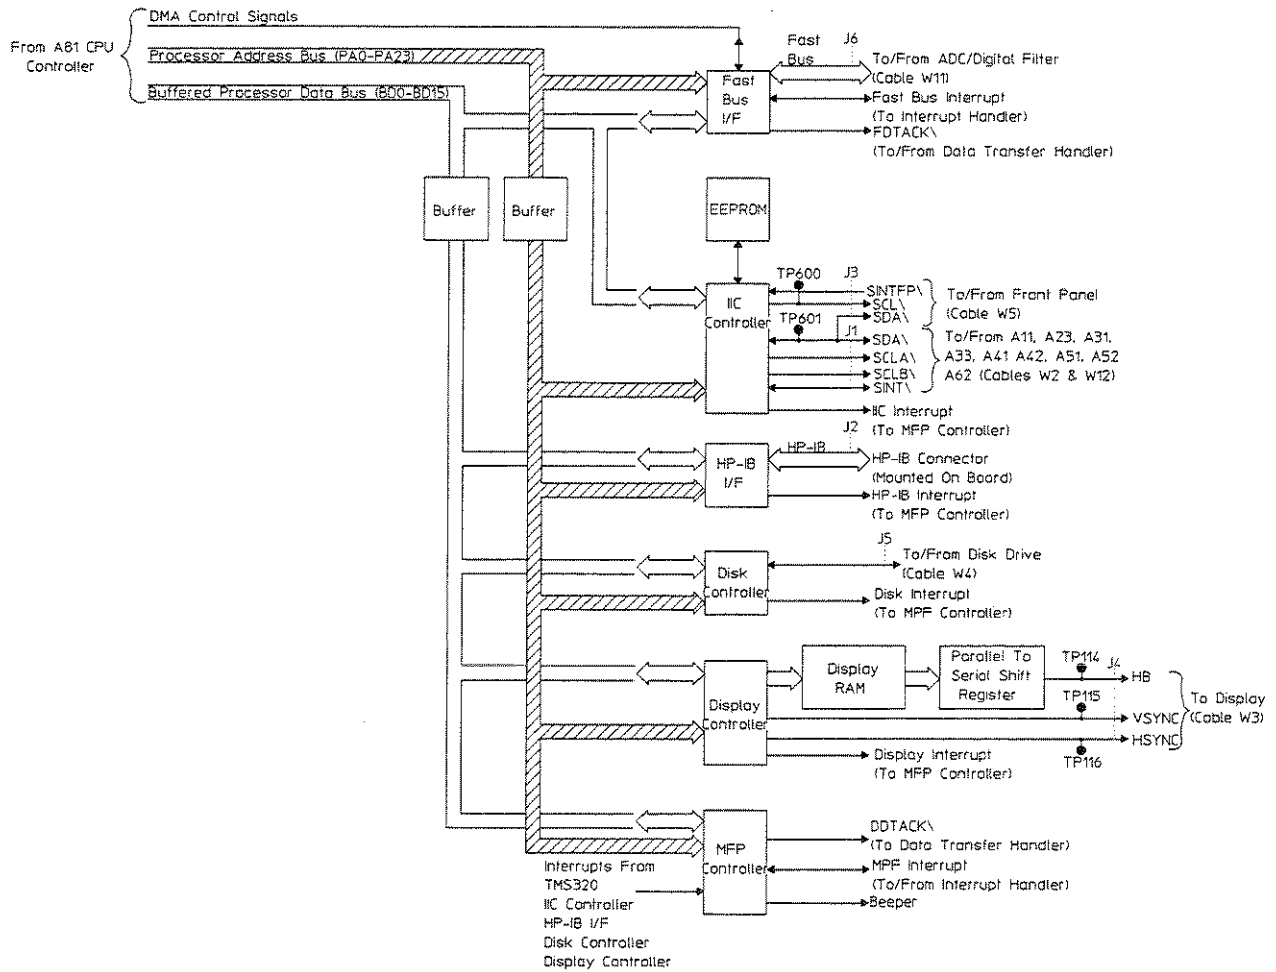 DMA Control Signals
From A81 CPU
Controller
Processor Address Bus (PA0-PA23)
Buffered Processor Data Bus (BD0-BD15)
Fast
Bus
J6
To/From ADC/Digital Filter
(Cable W11)
Fast
Bus
I/F
Fast Bus Interrupt
(To Interrupt Handler)
FDTACK\
(To/From Data Transfer Handler)
Buffer
Buffer
EEPROM
TP600
J3
IIC
Controller
SINTFP\
SCL\
SDA\
To/From Front Panel
(Cable W5)
TP601
J1
SDA\
SCLA\
SCLB\
SINT\
To/From A11, A23, A31,
A33, A41 A42, A51, A52
A62 (Cables W2 & W12)
IIC Interrupt
(To MFP Controller)
J2
HP-IB
HP-IB
I/F
HP-IB Connector
(Mounted On Board)
HP-IB Interrupt
(To MFP Controller)
J5
To/From Disk Drive
(Cable W4)
Disk
Controller
Disk Interrupt
(To MPF Controller)
Display
RAM
Parallel To
Serial Shift
Register
TP114
J4
HB
TP115
Display
Controller
VSYNC
HSYNC
To Display
(Cable W3)
TP116
Display Interrupt
(To MFP Controller)
MFP
Controller
DDTACK\
(To Data Transfer Handler)
MPF Interrupt
(To/From Interrupt Handler)
Beeper
Interrupts From
TMS320
IIC Controller
HP-IB I/F
Disk Controller
Display Controller